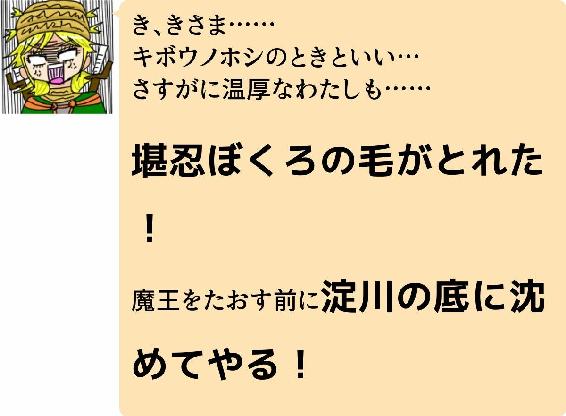 き、きさま……
キボウノホシのときといい…
さすがに温厚なわたしも……
堪忍ぼくろの毛がとれた
！
魔王をたおす前に淀川の底に沈
めてやる！